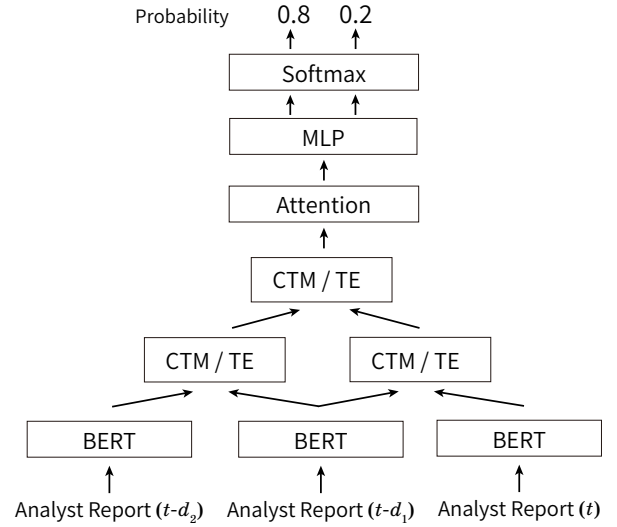 Probability 0.8 0.2
Softmax
MLP
Attention
CTM / TE
CTM / TE CTM / TE
BERT BERT BERT
Analyst Report (t-d₂) Analyst Report (t-d₁) Analyst Report (t)